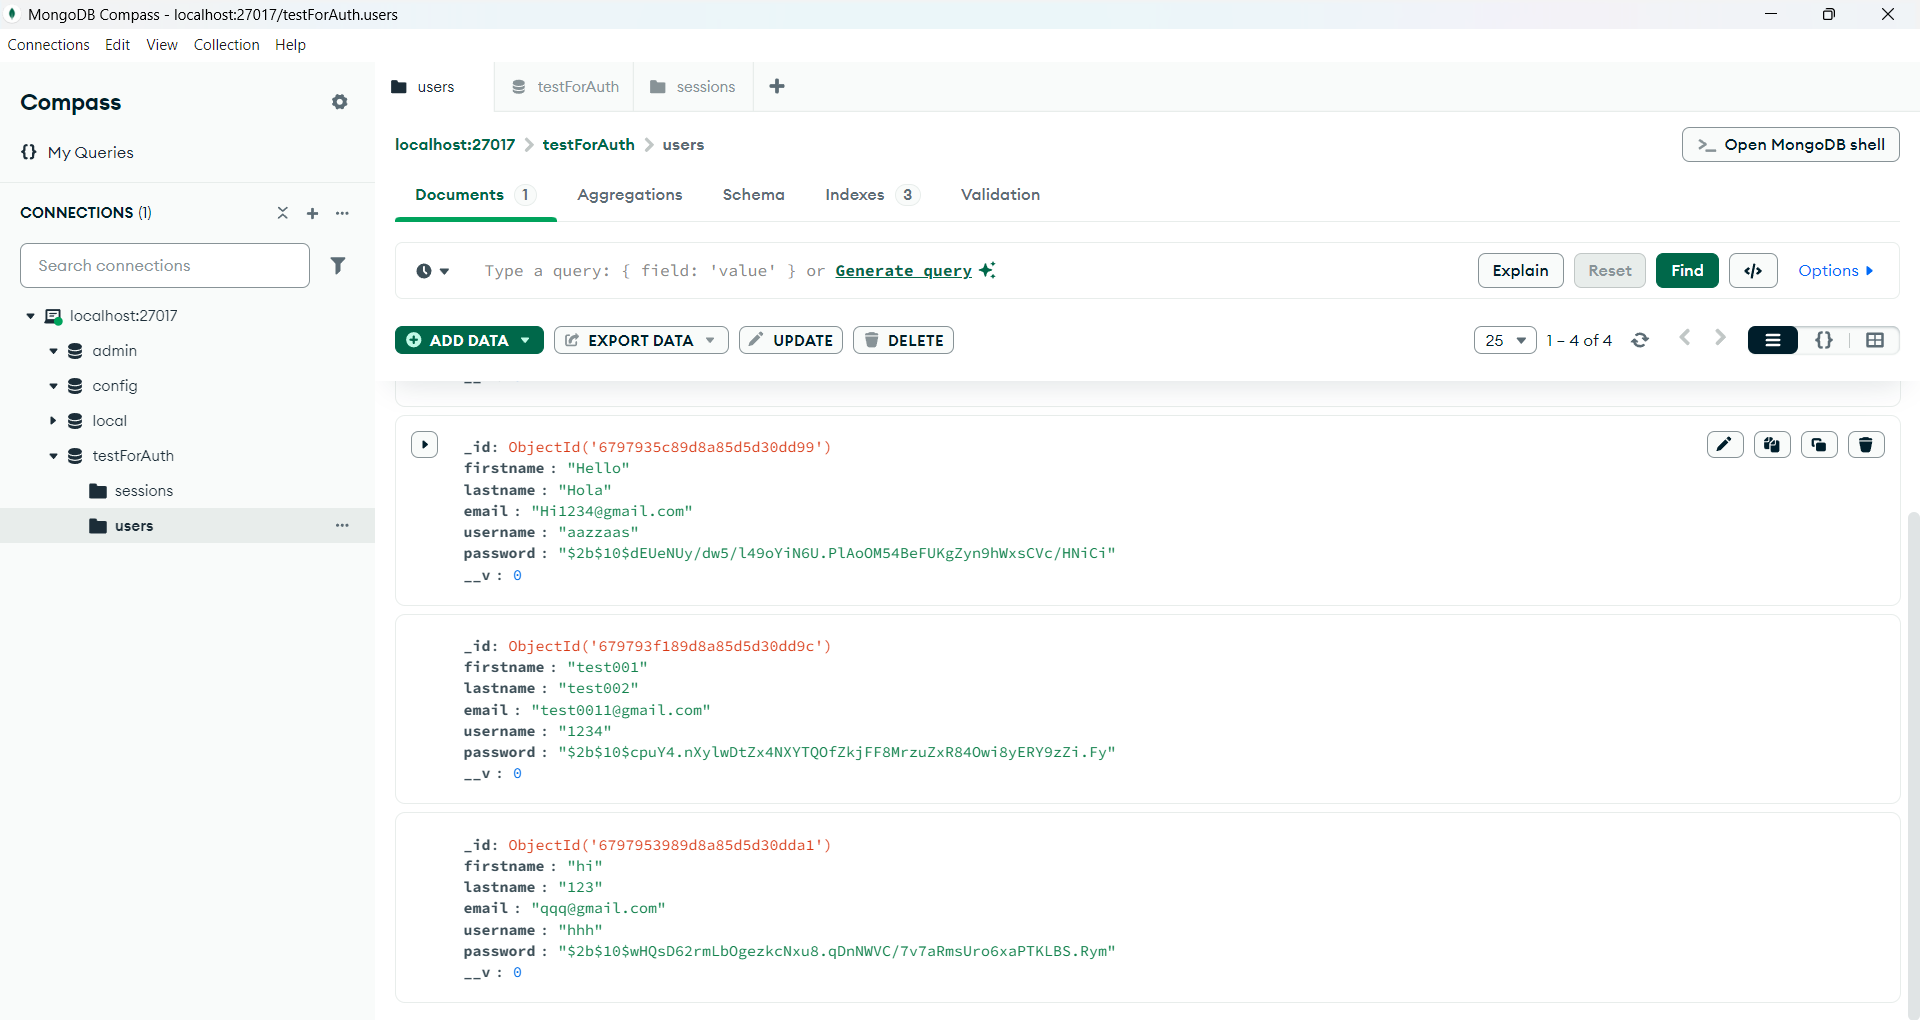 MongoDB Compass - localhost:27017/testForAuth.users
Connections Edit View Collection Help
Compass
{} My Queries
CONNECTIONS (1)
Search connections
localhost:27017
admin
config
local
testForAuth
sessions
users
users testForAuth sessions
localhost:27017 > testForAuth > users
>_ Open MongoDB shell
Documents 1 Aggregations Schema Indexes 3 Validation
Type a query: { field: 'value' } or Generate query
Explain Reset Find </> Options
ADD DATA EXPORT DATA UPDATE DELETE
25 1 – 4 of 4 {}
_id: ObjectId('6797935c89d8a85d5d30dd99')
firstname : "Hello"
lastname : "Hola"
email : "Hi1234@gmail.com"
username : "aazzaas"
password : "$2b$10$dEUeNUy/dw5/l49oYiN6U.PlAoOM54BeFUKgZyn9hWxsCVc/HNiCi"
__v : 0
_id: ObjectId('679793f189d8a85d5d30dd9c')
firstname : "test001"
lastname : "test002"
email : "test0011@gmail.com"
username : "1234"
password : "$2b$10$cpuY4.nXylwDtZx4NXYTQOfZkjFF8MrzuZxR84Owi8yERY9zZi.Fy"
__v : 0
_id: ObjectId('6797953989d8a85d5d30dda1')
firstname : "hi"
lastname : "123"
email : "qqq@gmail.com"
username : "hhh"
password : "$2b$10$wHQsD62rmLbOgezkcNxu8.qDnNWVC/7v7aRmsUro6xaPTKLBS.Rym"
__v : 0